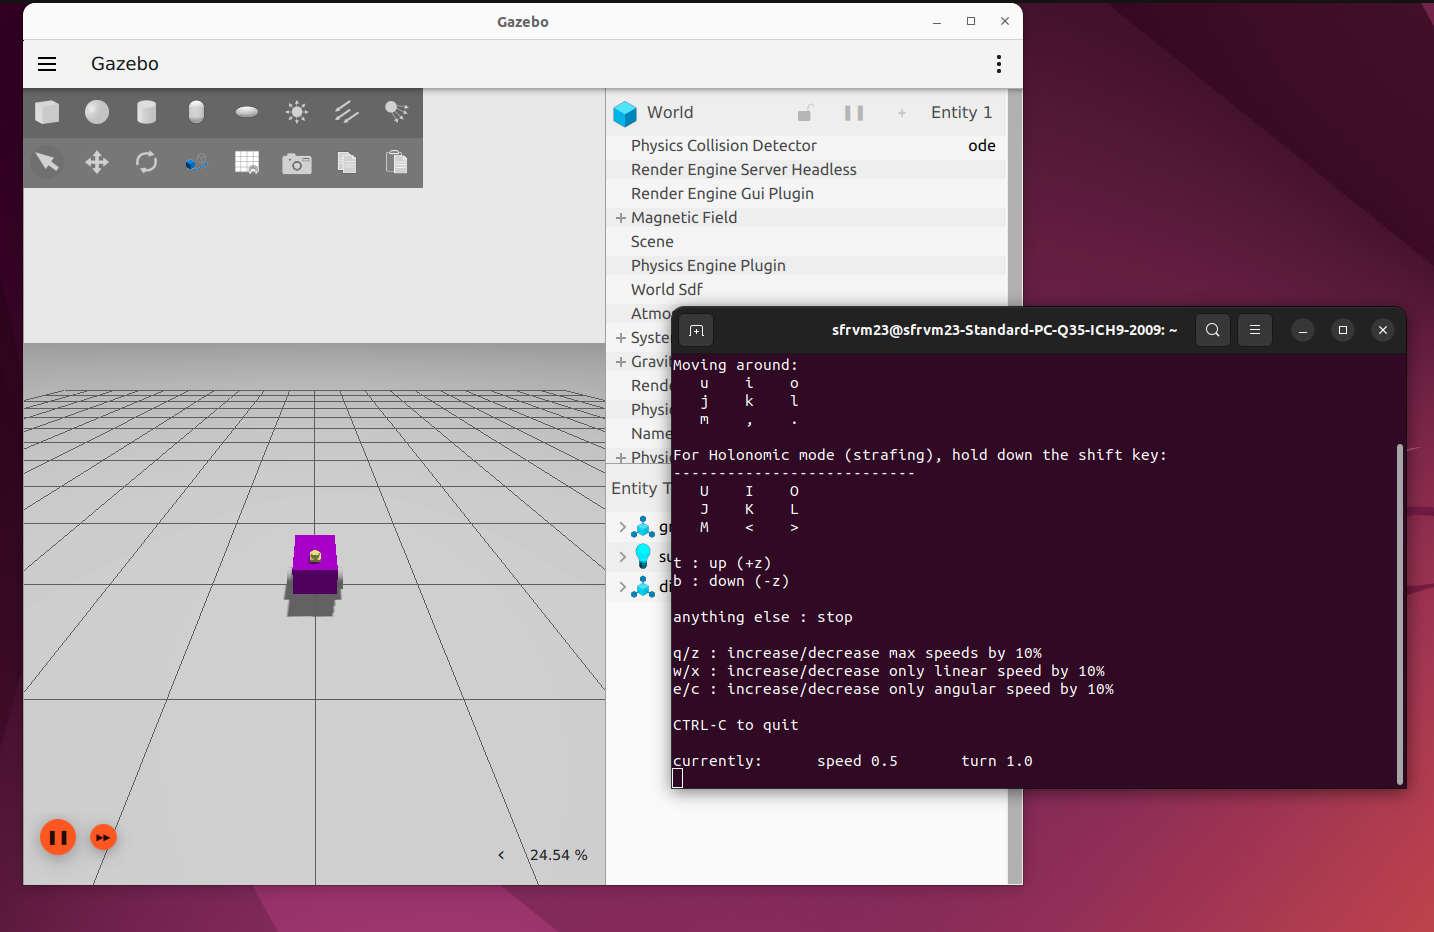 Gazebo
Gazebo
World
Entity 1
Physics Collision Detector ode
Render Engine Server Headless
Render Engine Gui Plugin
Magnetic Field
Scene
Physics Engine Plugin
World Sdf
Atmo
Syste
Gravit
Rende
Physi
Name
Physi
Entity T
gr
su
di
24.54 %
sfrvm23@sfrvm23-Standard-PC-Q35-ICH9-2009: ~
Moving around:
u i o
j k l
m , .
For Holonomic mode (strafing), hold down the shift key:
---------------------------
U I O
J K L
M < >
t : up (+z)
b : down (-z)
anything else : stop
q/z : increase/decrease max speeds by 10%
w/x : increase/decrease only linear speed by 10%
e/c : increase/decrease only angular speed by 10%
CTRL-C to quit
currently: speed 0.5 turn 1.0